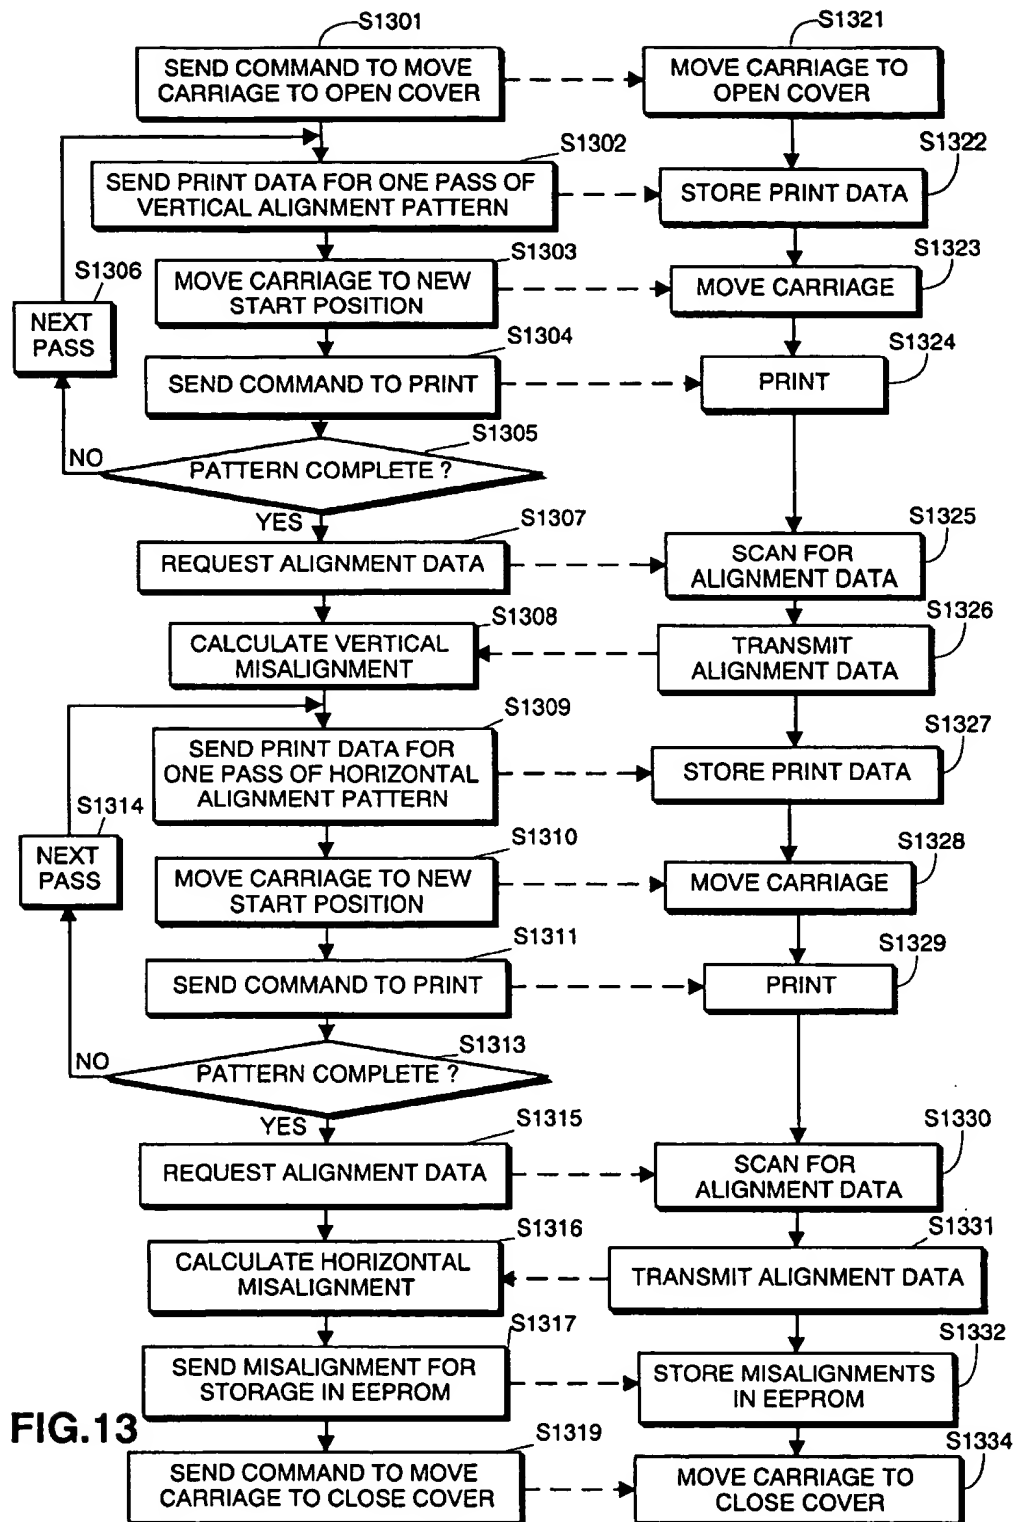 S1301
SEND COMMAND TO MOVE
CARRIAGE TO OPEN COVER
S1321
MOVE CARRIAGE TO
OPEN COVER
S1302
SEND PRINT DATA FOR ONE PASS OF
VERTICAL ALIGNMENT PATTERN
S1322
STORE PRINT DATA
S1303
MOVE CARRIAGE TO NEW
START POSITION
S1323
MOVE CARRIAGE
S1306
NEXT
PASS
S1304
SEND COMMAND TO PRINT
S1324
PRINT
S1305
PATTERN COMPLETE ?
NO
YES
S1307
REQUEST ALIGNMENT DATA
S1325
SCAN FOR
ALIGNMENT DATA
S1308
CALCULATE VERTICAL
MISALIGNMENT
S1326
TRANSMIT
ALIGNMENT DATA
S1309
SEND PRINT DATA FOR
ONE PASS OF HORIZONTAL
ALIGNMENT PATTERN
S1327
STORE PRINT DATA
S1314
NEXT
PASS
S1310
MOVE CARRIAGE TO NEW
START POSITION
S1328
MOVE CARRIAGE
S1311
SEND COMMAND TO PRINT
S1329
PRINT
S1313
PATTERN COMPLETE ?
NO
YES
S1315
REQUEST ALIGNMENT DATA
S1330
SCAN FOR
ALIGNMENT DATA
S1316
CALCULATE HORIZONTAL
MISALIGNMENT
S1331
TRANSMIT ALIGNMENT DATA
S1317
SEND MISALIGNMENT FOR
STORAGE IN EEPROM
S1332
STORE MISALIGNMENTS
IN EEPROM
FIG.13
S1319
SEND COMMAND TO MOVE
CARRIAGE TO CLOSE COVER
S1334
MOVE CARRIAGE TO
CLOSE COVER